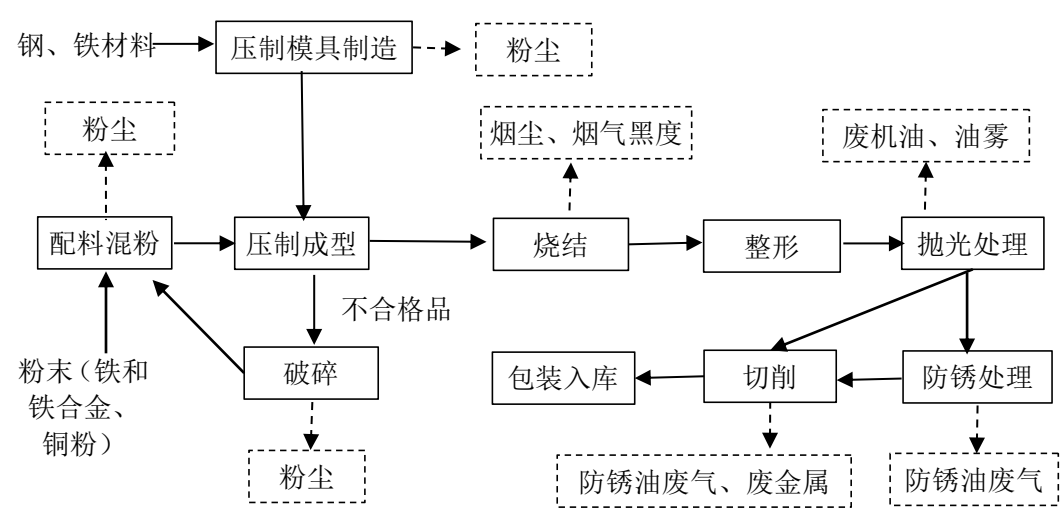 钢、铁材料
压制模具制造
粉尘
粉尘
烟尘、烟气黑度
废机油、油雾
配料混粉
压制成型
烧结
整形
抛光处理
不合格品
粉末（铁和
铁合金、
铜粉）
破碎
包装入库
切削
防锈处理
粉尘
防锈油废气、废金属
防锈油废气